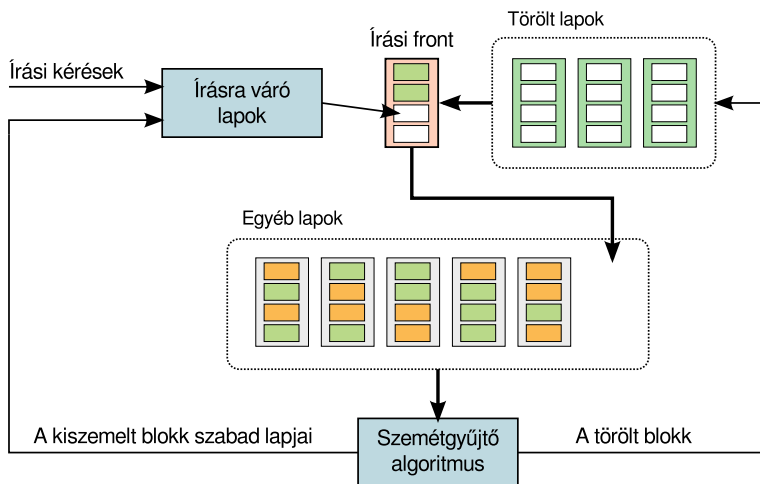 Törölt lapok
Írási front
Írási kérések
Írásra váró
lapok
Egyéb lapok
A kiszemelt blokk szabad lapjai
Szemétgyűjtő
algoritmus
A törölt blokk